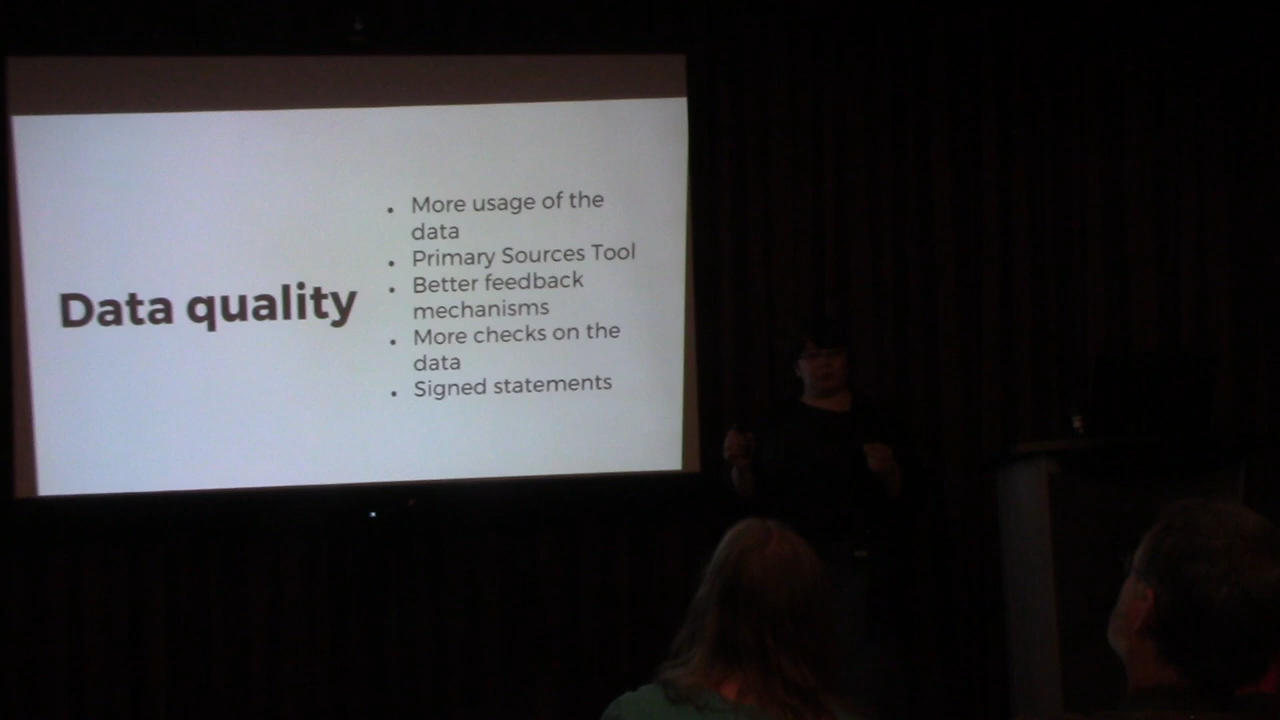 Data quality
• More usage of the
data
• Primary Sources Tool
• Better feedback
mechanisms
• More checks on the
data
• Signed statements